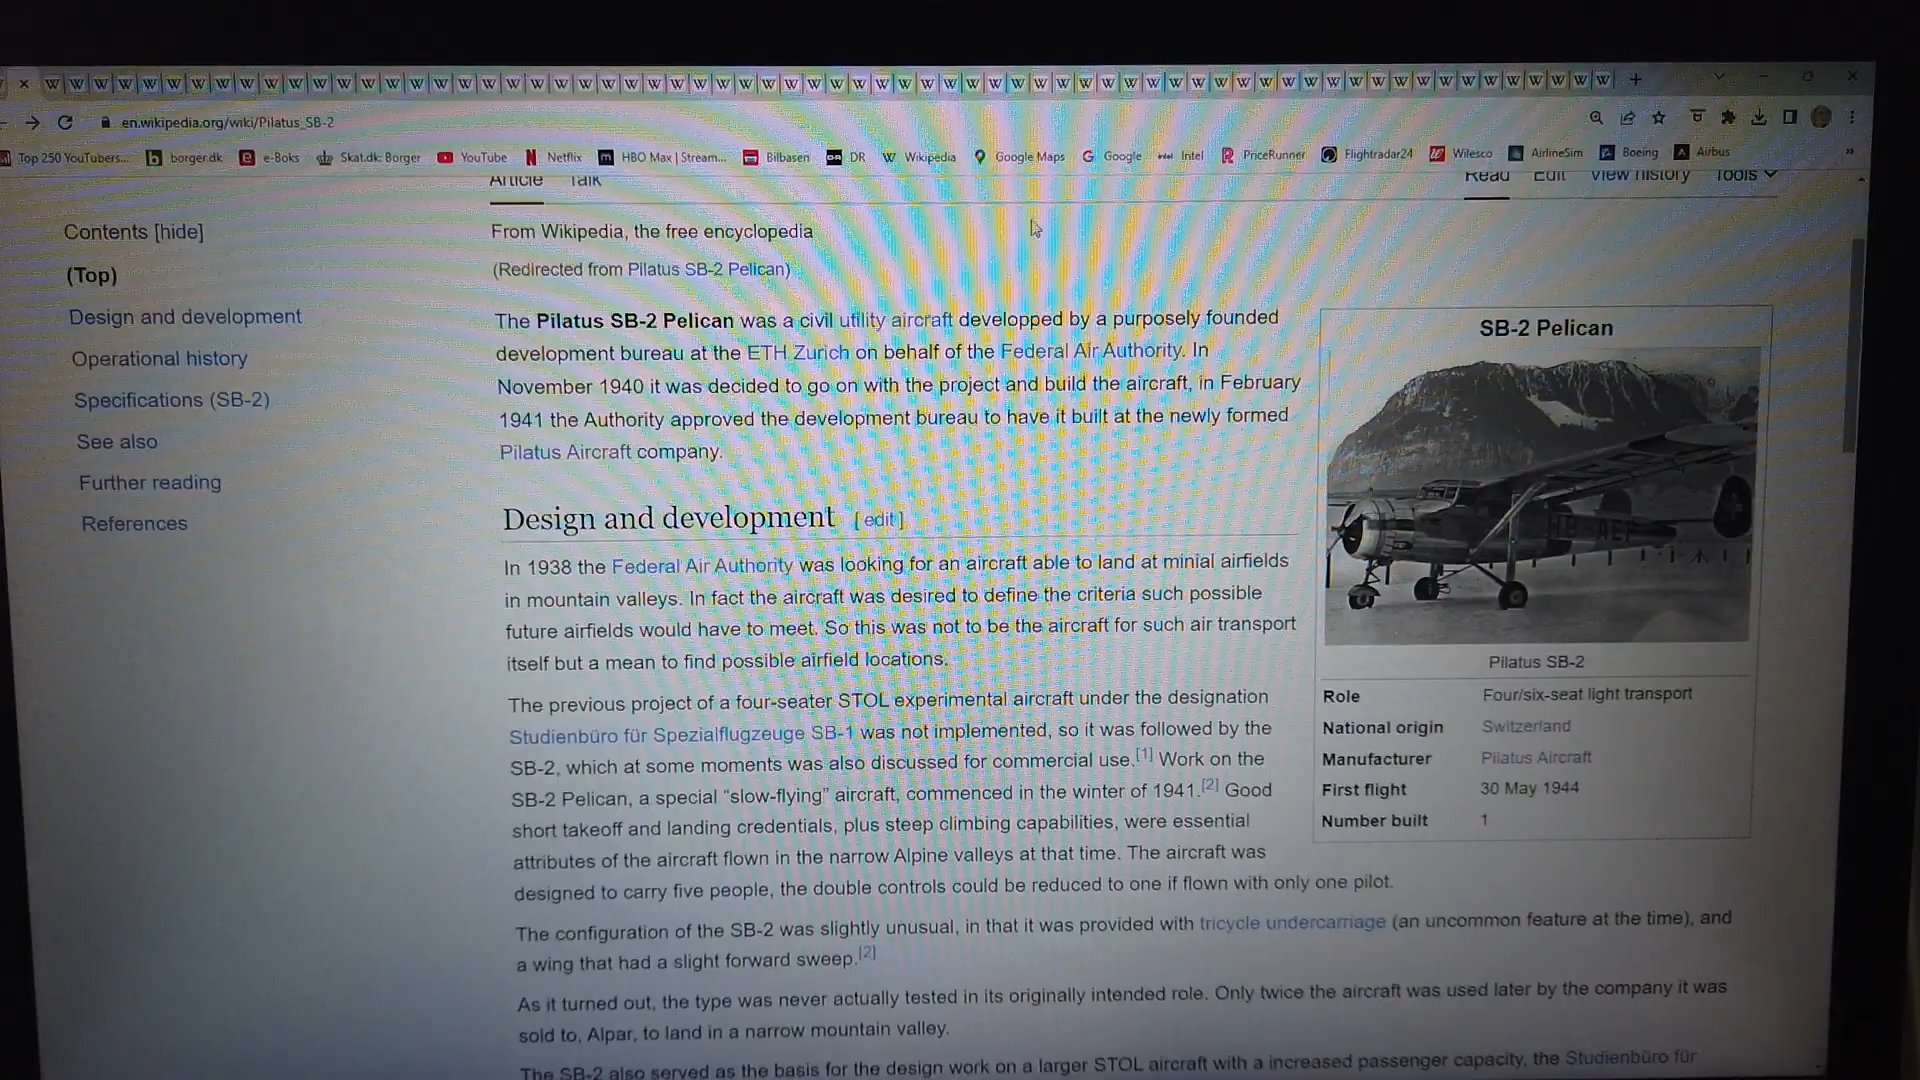 en.wikipedia.org/wiki/Pilatus_SB-2
Top 250 YouTubers... borger.dk e-Boks Skat.dk: Borger YouTube Netflix HBO Max | Stream... Bilbasen DR Wikipedia Google Maps Google Intel PriceRunner Flightradar24 Wilesco AirlineSim Boeing Airbus
Article Talk Read Edit View history Tools
Contents [hide]
(Top)
Design and development
Operational history
Specifications (SB-2)
See also
Further reading
References
From Wikipedia, the free encyclopedia
(Redirected from Pilatus SB-2 Pelican)
The Pilatus SB-2 Pelican was a civil utility aircraft developped by a purposely founded
development bureau at the ETH Zurich on behalf of the Federal Air Authority. In
November 1940 it was decided to go on with the project and build the aircraft, in February
1941 the Authority approved the development bureau to have it built at the newly formed
Pilatus Aircraft company.
Design and development [edit]
In 1938 the Federal Air Authority was looking for an aircraft able to land at minial airfields
in mountain valleys. In fact the aircraft was desired to define the criteria such possible
future airfields would have to meet. So this was not to be the aircraft for such air transport
itself but a mean to find possible airfield locations.
The previous project of a four-seater STOL experimental aircraft under the designation
Studienbüro für Spezialflugzeuge SB-1 was not implemented, so it was followed by the
SB-2, which at some moments was also discussed for commercial use.[1] Work on the
SB-2 Pelican, a special “slow-flying” aircraft, commenced in the winter of 1941.[2] Good
short takeoff and landing credentials, plus steep climbing capabilities, were essential
attributes of the aircraft flown in the narrow Alpine valleys at that time. The aircraft was
designed to carry five people, the double controls could be reduced to one if flown with only one pilot.
The configuration of the SB-2 was slightly unusual, in that it was provided with tricycle undercarriage (an uncommon feature at the time), and
a wing that had a slight forward sweep.[2]
As it turned out, the type was never actually tested in its originally intended role. Only twice the aircraft was used later by the company it was
sold to, Alpar, to land in a narrow mountain valley.
The SB-2 also served as the basis for the design work on a larger STOL aircraft with a increased passenger capacity, the Studienbüro für
SB-2 Pelican
HB-AEP
Pilatus SB-2
Role Four/six-seat light transport
National origin Switzerland
Manufacturer Pilatus Aircraft
First flight 30 May 1944
Number built 1